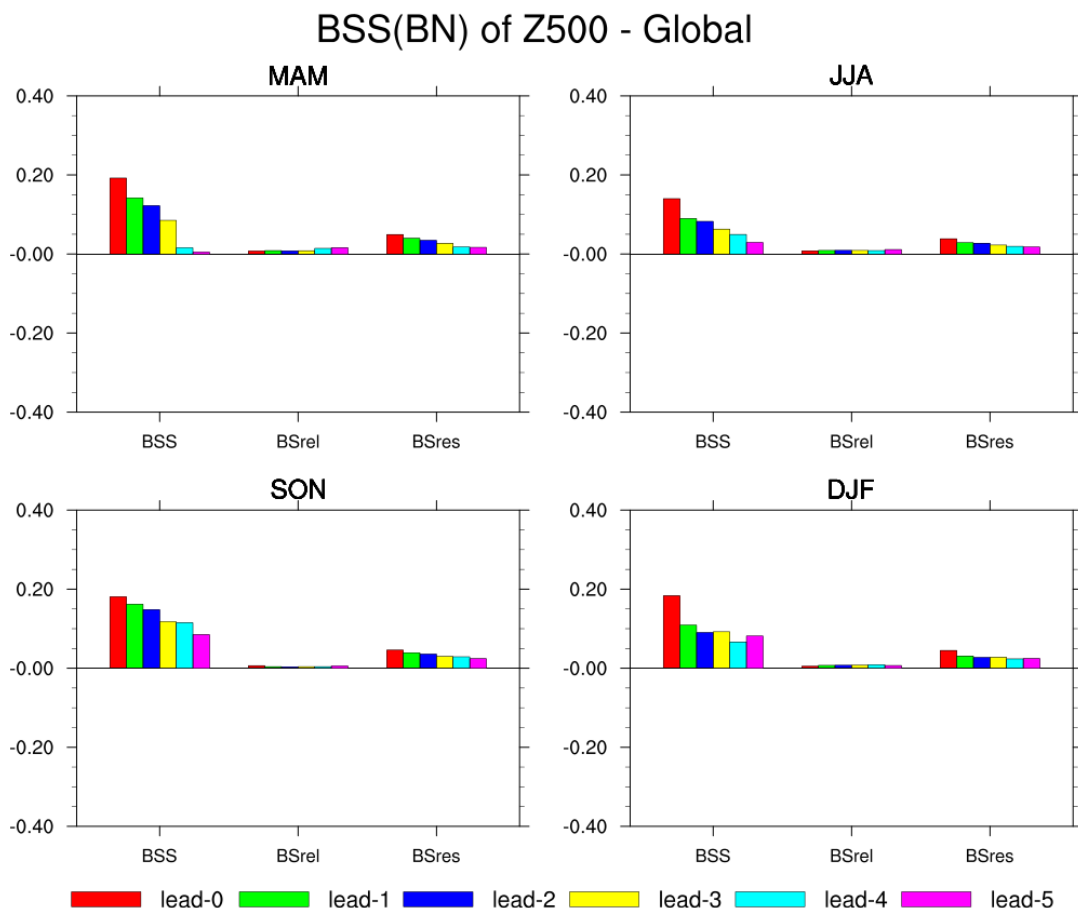 BSS(BN) of Z500 - Global
MAM
0.40
0.20
-0.00
-0.20
-0.40
BSS BSrel BSres
JJA
0.40
0.20
-0.00
-0.20
-0.40
BSS BSrel BSres
SON
0.40
0.20
-0.00
-0.20
-0.40
BSS BSrel BSres
DJF
0.40
0.20
-0.00
-0.20
-0.40
BSS BSrel BSres
lead-0 lead-1 lead-2 lead-3 lead-4 lead-5